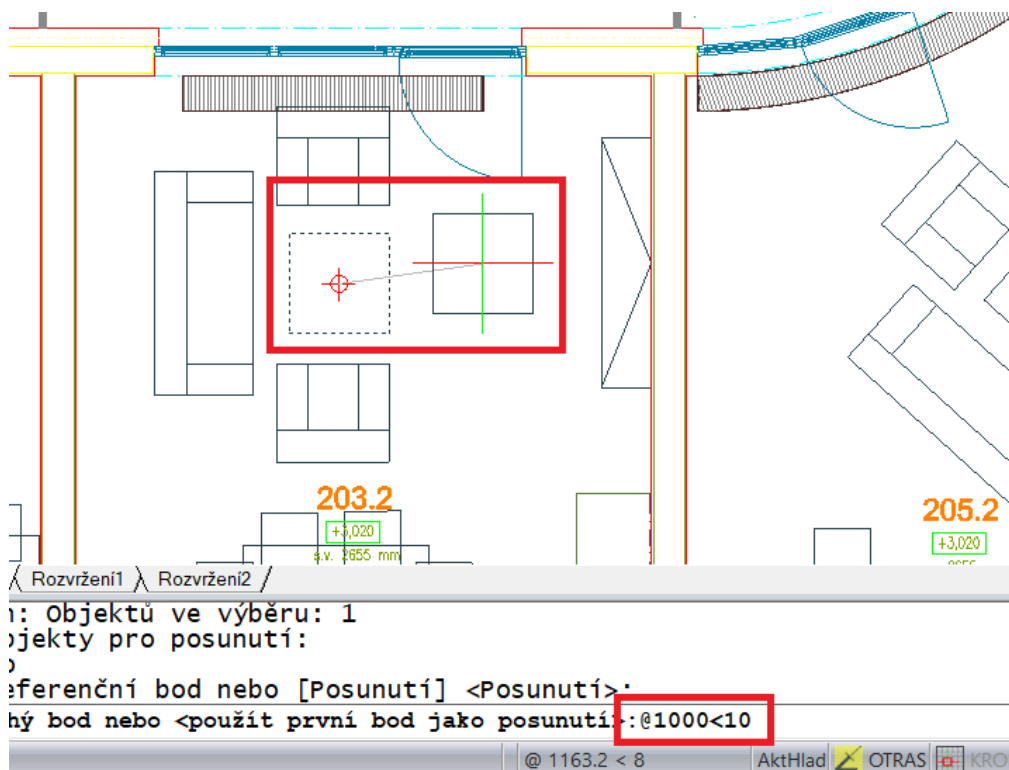 203.2
+3,020
s.v. 2655 mm
205.2
+3,020
Rozvržení1 Rozvržení2
n: Objektů ve výběru: 1
bjekty pro posunutí:
eferenční bod nebo [Posunutí] <Posunutí>:
hý bod nebo <použít první bod jako posunutí>:@1000<10
@ 1163.2 < 8 AktHlad OTRAS KRO